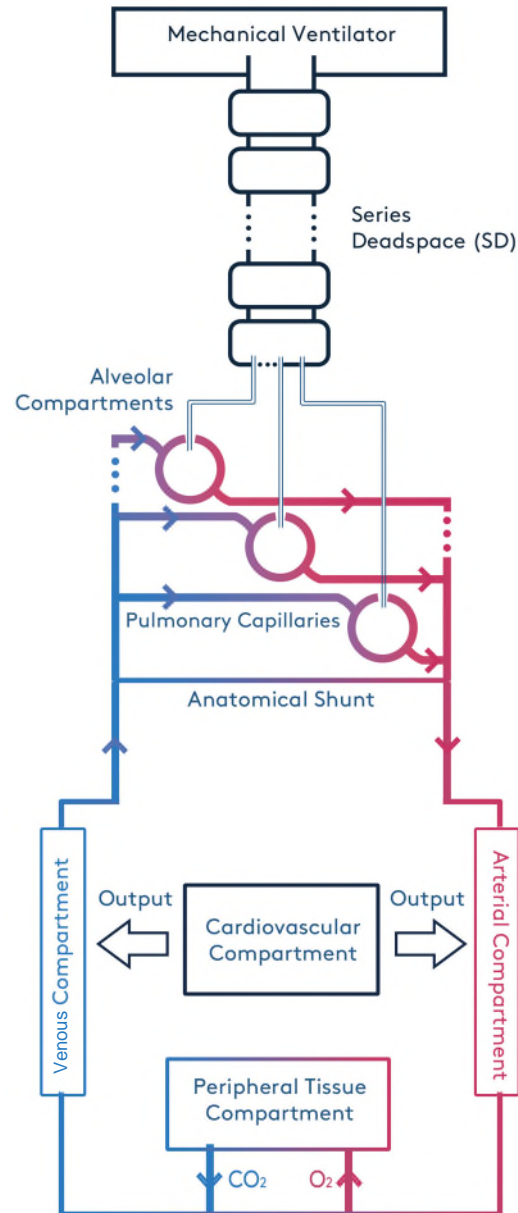 Mechanical Ventilator
Series
Deadspace (SD)
Alveolar
Compartments
Pulmonary Capillaries
Anatomical Shunt
Venous Compartment
Output
Cardiovascular
Compartment
Output
Arterial Compartment
Peripheral Tissue
Compartment
CO₂
O₂